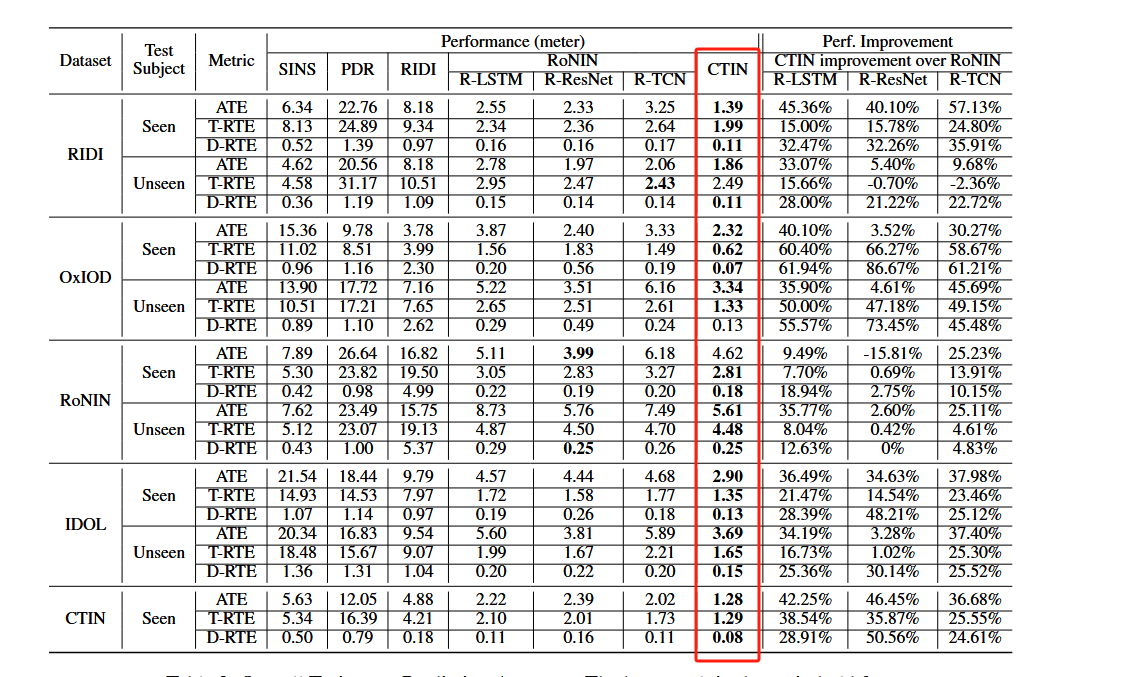 Performance (meter) Perf. Improvement
Dataset Test Subject Metric SINS PDR RIDI RoNIN CTIN CTIN improvement over RoNIN
R-LSTM R-ResNet R-TCN R-LSTM R-ResNet R-TCN
RIDI Seen ATE 6.34 22.76 8.18 2.55 2.33 3.25 1.39 45.36% 40.10% 57.13%
T-RTE 8.13 24.89 9.34 2.34 2.36 2.64 1.99 15.00% 15.78% 24.80%
D-RTE 0.52 1.39 0.97 0.16 0.16 0.17 0.11 32.47% 32.26% 35.91%
Unseen ATE 4.62 20.56 8.18 2.78 1.97 2.06 1.86 33.07% 5.40% 9.68%
T-RTE 4.58 31.17 10.51 2.95 2.47 2.43 2.49 15.66% -0.70% -2.36%
D-RTE 0.36 1.19 1.09 0.15 0.14 0.14 0.11 28.00% 21.22% 22.72%
OxIOD Seen ATE 15.36 9.78 3.78 3.87 2.40 3.33 2.32 40.10% 3.52% 30.27%
T-RTE 11.02 8.51 3.99 1.56 1.83 1.49 0.62 60.40% 66.27% 58.67%
D-RTE 0.96 1.16 2.30 0.20 0.56 0.19 0.07 61.94% 86.67% 61.21%
Unseen ATE 13.90 17.72 7.16 5.22 3.51 6.16 3.34 35.90% 4.61% 45.69%
T-RTE 10.51 17.21 7.65 2.65 2.51 2.61 1.33 50.00% 47.18% 49.15%
D-RTE 0.89 1.10 2.62 0.29 0.49 0.24 0.13 55.57% 73.45% 45.48%
RoNIN Seen ATE 7.89 26.64 16.82 5.11 3.99 6.18 4.62 9.49% -15.81% 25.23%
T-RTE 5.30 23.82 19.50 3.05 2.83 3.27 2.81 7.70% 0.69% 13.91%
D-RTE 0.42 0.98 4.99 0.22 0.19 0.20 0.18 18.94% 2.75% 10.15%
Unseen ATE 7.62 23.49 15.75 8.73 5.76 7.49 5.61 35.77% 2.60% 25.11%
T-RTE 5.12 23.07 19.13 4.87 4.50 4.70 4.48 8.04% 0.42% 4.61%
D-RTE 0.43 1.00 5.37 0.29 0.25 0.26 0.25 12.63% 0% 4.83%
IDOL Seen ATE 21.54 18.44 9.79 4.57 4.44 4.68 2.90 36.49% 34.63% 37.98%
T-RTE 14.93 14.53 7.97 1.72 1.58 1.77 1.35 21.47% 14.54% 23.46%
D-RTE 1.07 1.14 0.97 0.19 0.26 0.18 0.13 28.39% 48.21% 25.12%
Unseen ATE 20.34 16.83 9.54 5.60 3.81 5.89 3.69 34.19% 3.28% 37.40%
T-RTE 18.48 15.67 9.07 1.99 1.67 2.21 1.65 16.73% 1.02% 25.30%
D-RTE 1.36 1.31 1.04 0.20 0.22 0.20 0.15 25.36% 30.14% 25.52%
CTIN Seen ATE 5.63 12.05 4.88 2.22 2.39 2.02 1.28 42.25% 46.45% 36.68%
T-RTE 5.34 16.39 4.21 2.10 2.01 1.73 1.29 38.54% 35.87% 25.55%
D-RTE 0.50 0.79 0.18 0.11 0.16 0.11 0.08 28.91% 50.56% 24.61%